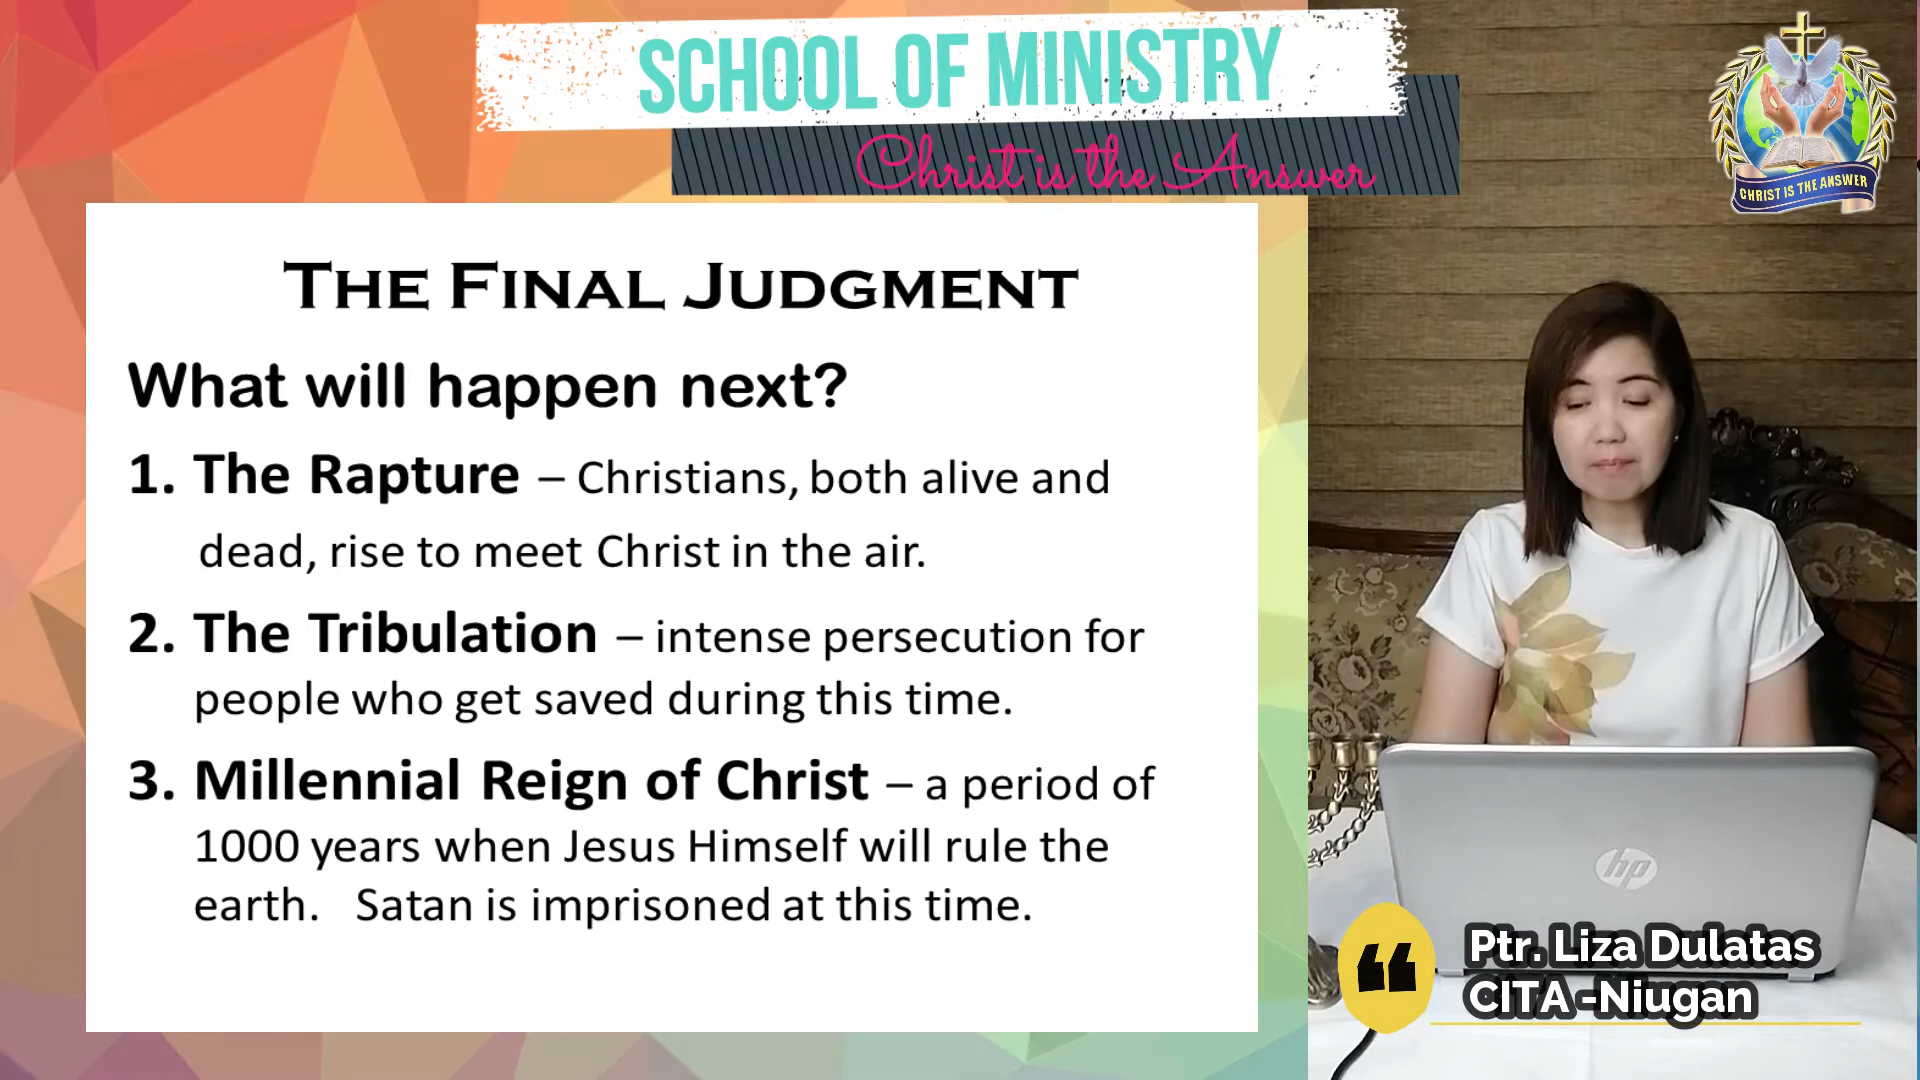 SCHOOL OF MINISTRY
Christ is the Answer
CHRIST IS THE ANSWER
THE FINAL JUDGMENT
What will happen next?
1. The Rapture – Christians, both alive and
dead, rise to meet Christ in the air.
2. The Tribulation – intense persecution for
people who get saved during this time.
3. Millennial Reign of Christ – a period of
1000 years when Jesus Himself will rule the
earth. Satan is imprisoned at this time.
hp
Ptr. Liza Dulatas
CITA -Niugan